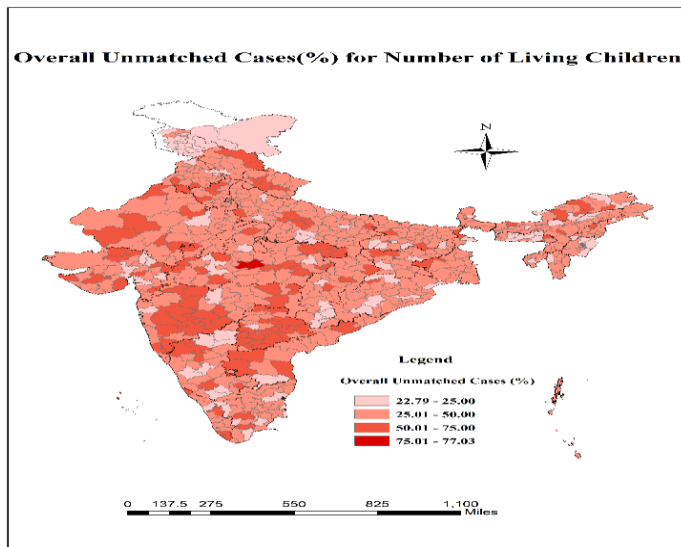 Overall Unmatched Cases(%) for Number of Living Children
N
Legend
Overall Unmatched Cases (%)
22.79 - 25.00
25.01 - 50.00
50.01 - 75.00
75.01 - 77.03
0 137.5 275 550 825 1,100
Miles